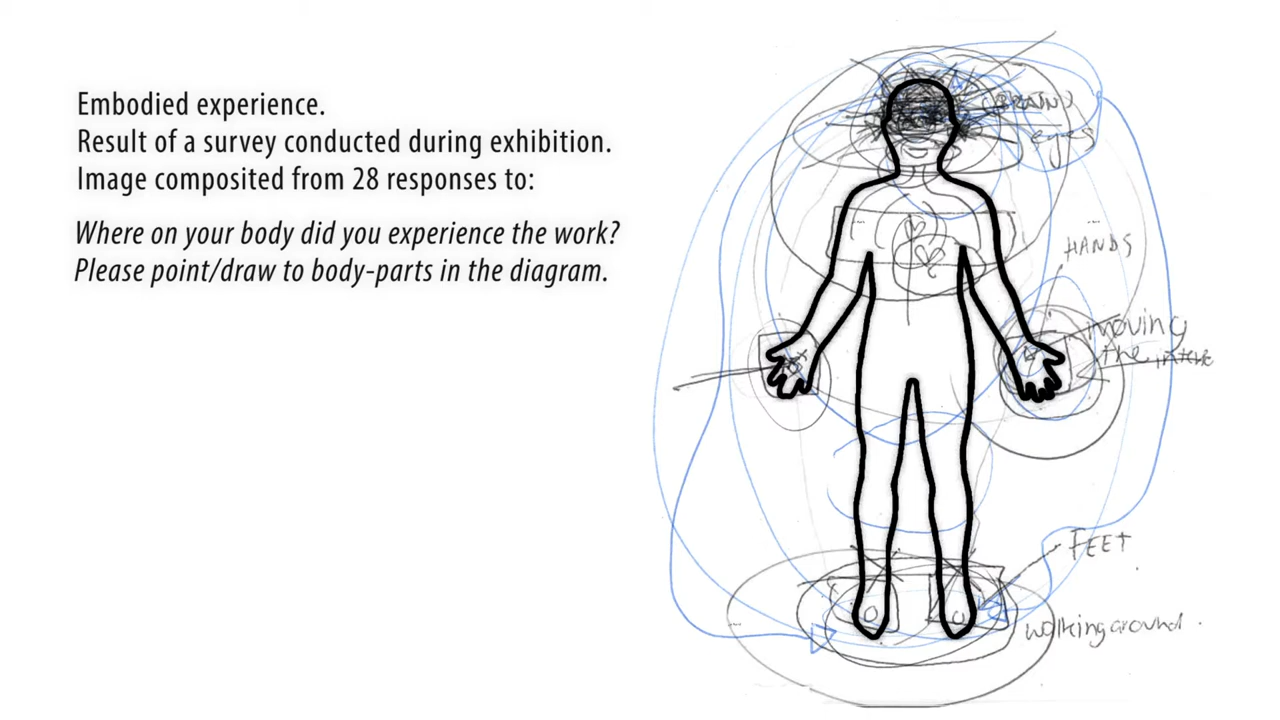 Embodied experience.
Result of a survey conducted during exhibition.
Image composited from 28 responses to:
Where on your body did you experience the work?
Please point/draw to body-parts in the diagram.
(BRAIN)
eyes
HANDS
moving
the
FEET
walking around